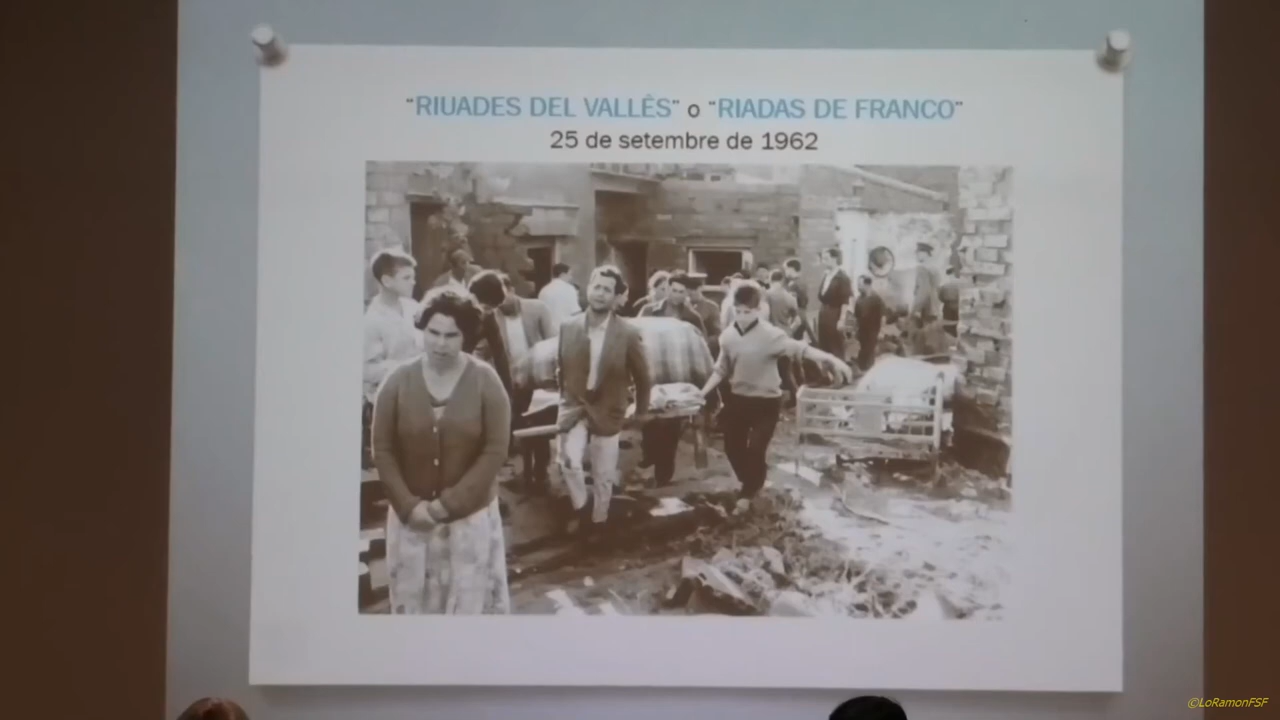 "RIUADES DEL VALLÈS" o "RIADAS DE FRANCO"
25 de setembre de 1962
©LoRamonFSF